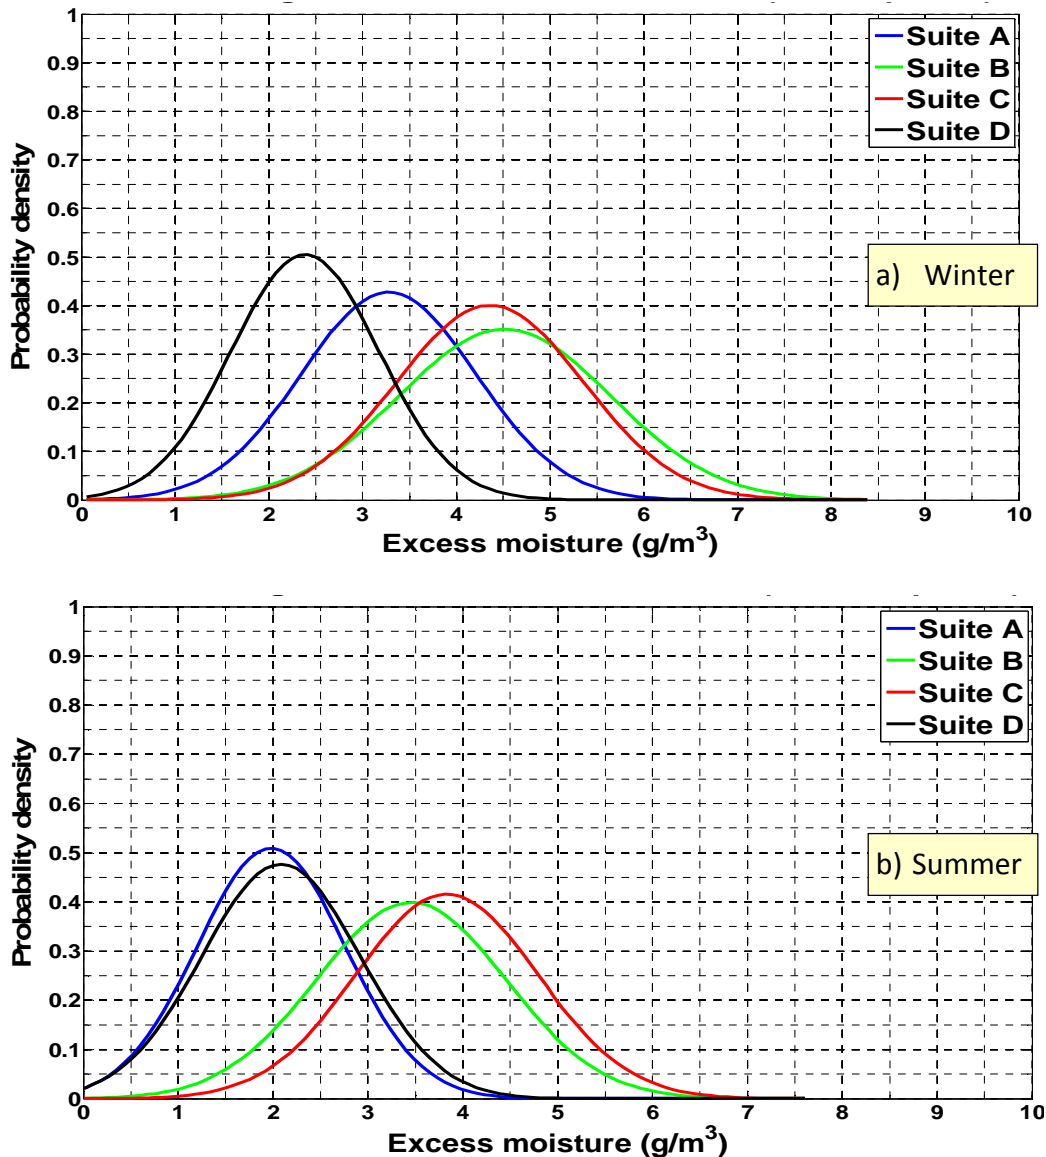 1
0.9
0.8
0.7
0.6
0.5
0.4
0.3
0.2
0.1
0
Probability density
Suite A
Suite B
Suite C
Suite D
a) Winter
0 1 2 3 4 5 6 7 8 9 10
Excess moisture (g/m³)
1
0.9
0.8
0.7
0.6
0.5
0.4
0.3
0.2
0.1
0
Probability density
Suite A
Suite B
Suite C
Suite D
b) Summer
0 1 2 3 4 5 6 7 8 9 10
Excess moisture (g/m³)